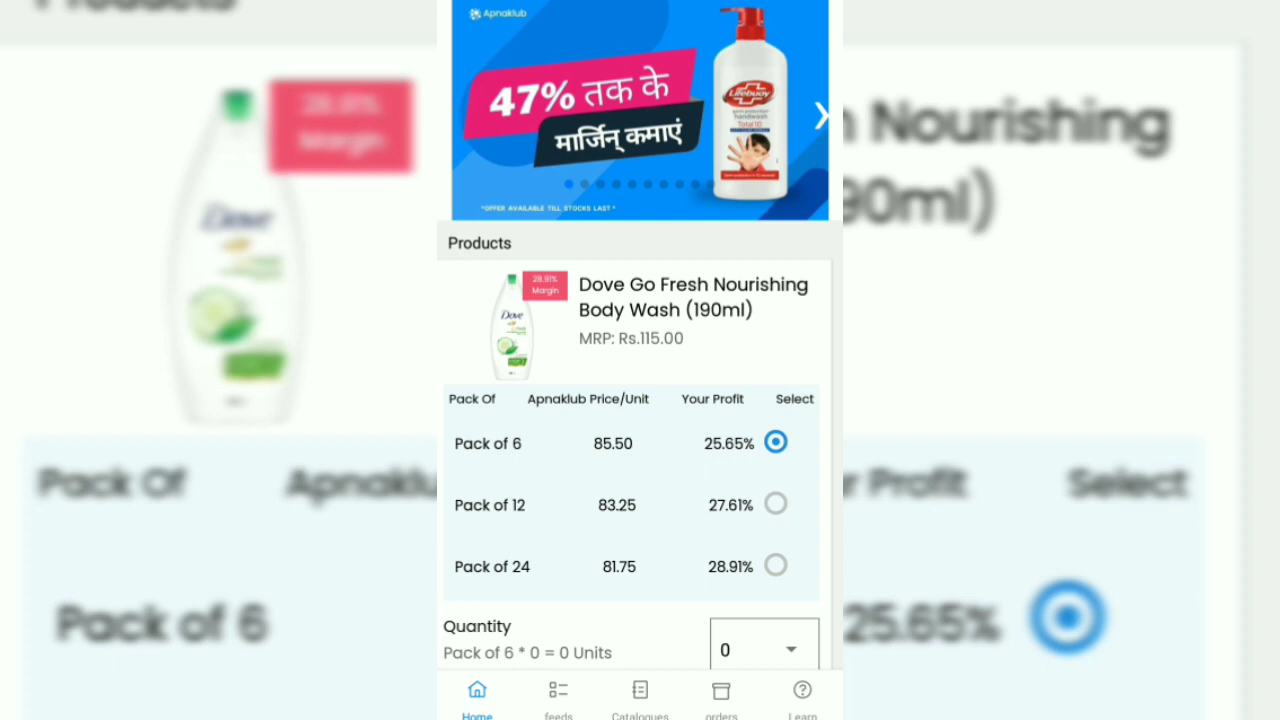 Apnaklub
47% तक के
मार्जिन् कमाएं
Lifebuoy
handwash
Total 10
*OFFER AVAILABLE TILL STOCKS LAST *
Products
28.91%
Margin
Dove
Dove Go Fresh Nourishing
Body Wash (190ml)
MRP: Rs.115.00
Pack Of Apnaklub Price/Unit Your Profit Select
Pack of 6 85.50 25.65%
Pack of 12 83.25 27.61%
Pack of 24 81.75 28.91%
Quantity
Pack of 6 * 0 = 0 Units
0
Home feeds Catalogues orders Learn